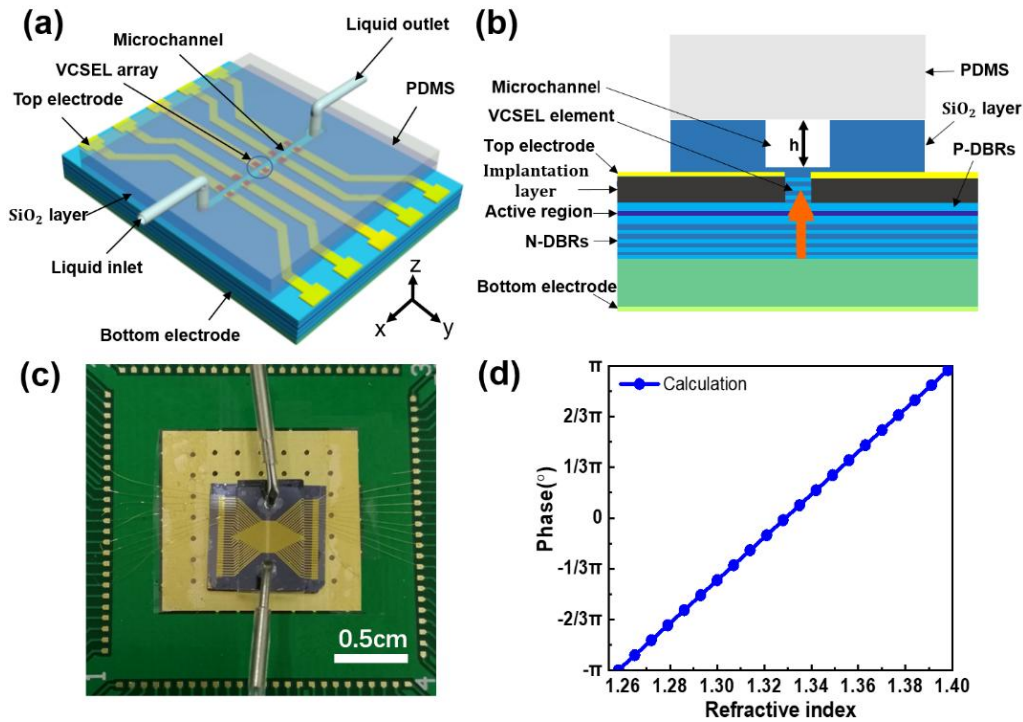 (a)
Liquid outlet
Microchannel
VCSEL array
Top electrode
PDMS
SiO₂ layer
Liquid inlet
Bottom electrode
z
x
y
(b)
Microchannel
VCSEL element
Top electrode
Implantation
layer
Active region
N-DBRs
Bottom electrode
h
PDMS
SiO₂ layer
P-DBRs
(c)
3
1
4
0.5cm
(d)
Calculation
Phase(°)
π
2/3π
1/3π
0
-1/3π
-2/3π
-π
1.26 1.28 1.30 1.32 1.34 1.36 1.38 1.40
Refractive index